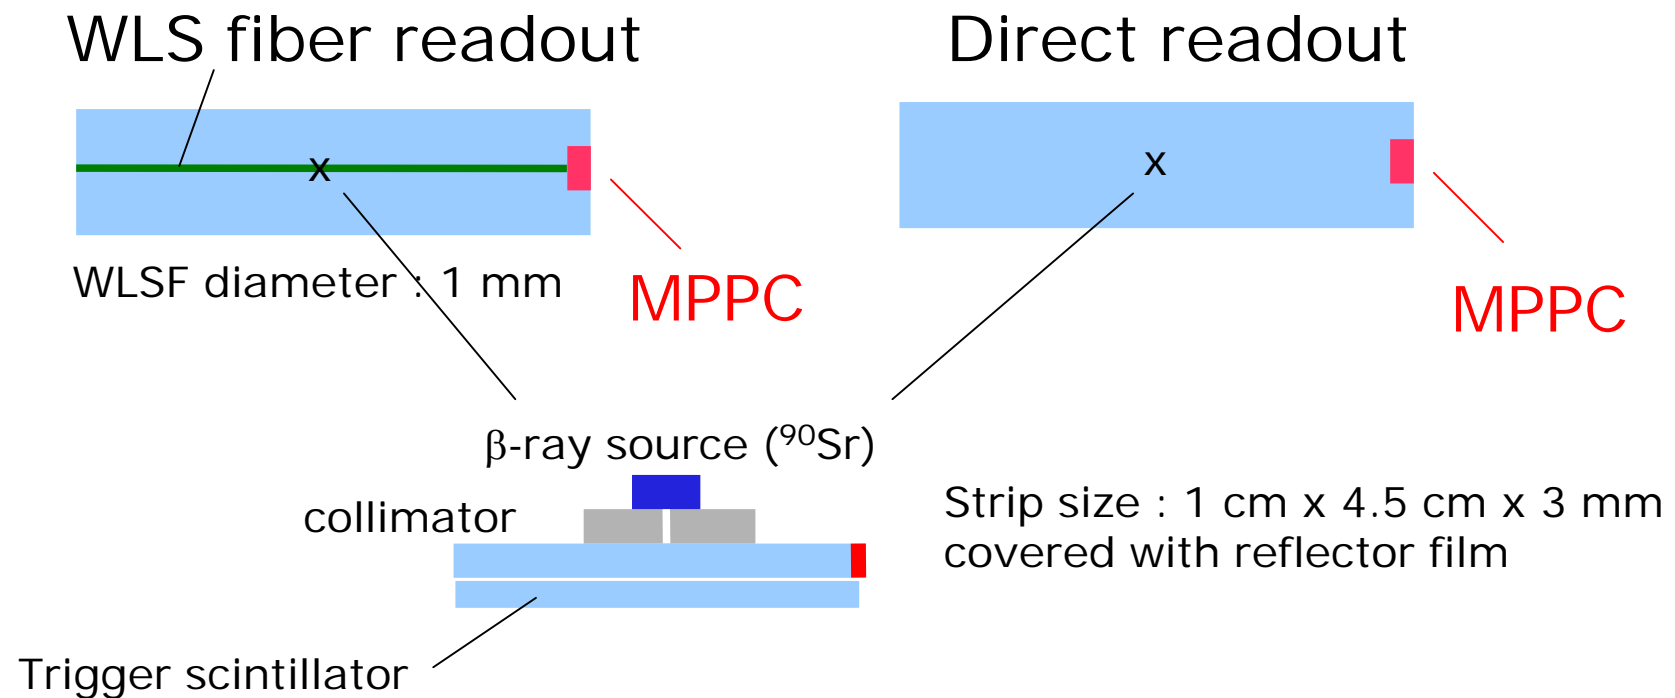 WLS fiber readout
Direct readout
x
x
WLSF diameter : 1 mm
MPPC
MPPC
β-ray source (⁹⁰Sr)
collimator
Strip size : 1 cm x 4.5 cm x 3 mm
covered with reflector film
Trigger scintillator